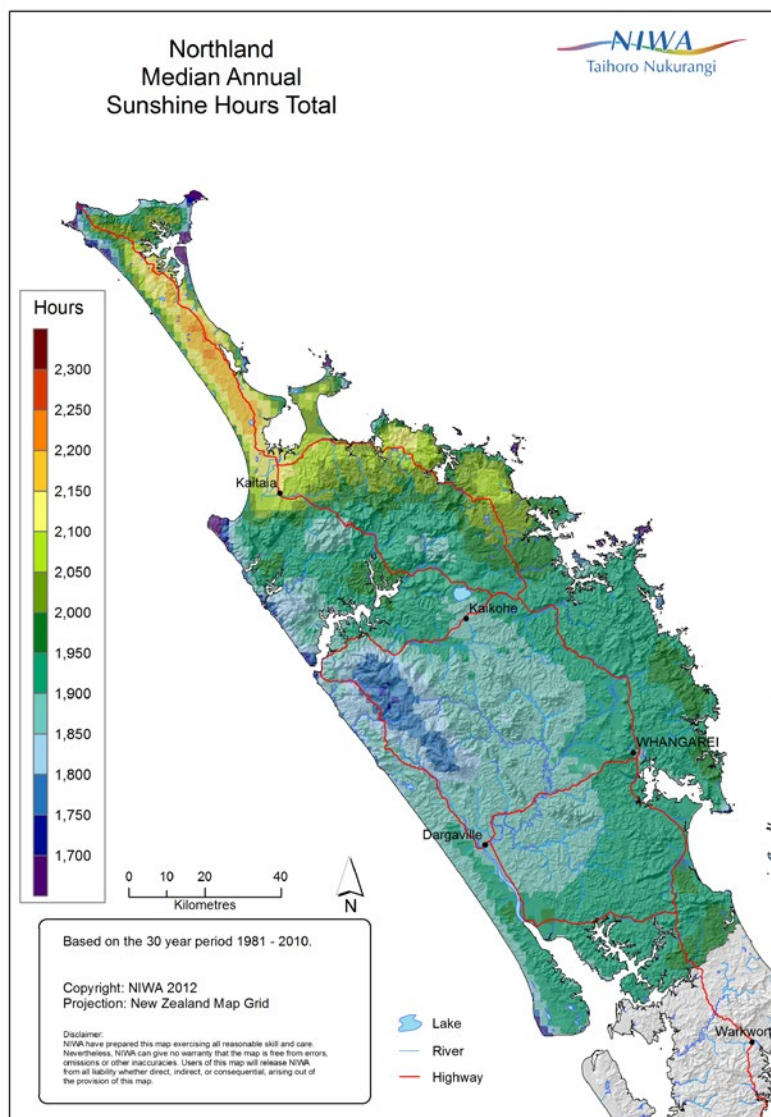 Northland
Median Annual
Sunshine Hours Total
NIWA
Taihoro Nukurangi
Hours
2,300
2,250
2,200
2,150
2,100
2,050
2,000
1,950
1,900
1,850
1,800
1,750
1,700
Kaitaia
Kaikohe
WHANGAREI
Dargaville
Warkwort
0 20 40
Kilometres
N
Based on the 30 year period 1981 - 2010.
Copyright: NIWA 2012
Projection: New Zealand Map Grid
Disclaimer:
NIWA have prepared this map exercising all reasonable skill and care.
Nevertheless, NIWA can give no warranty that the map is free from errors,
omissions or other inaccuracies. Users of this map will release NIWA
from all liability whether direct, indirect, or consequential, arising out of
the provision of this map.
Lake
River
Highway